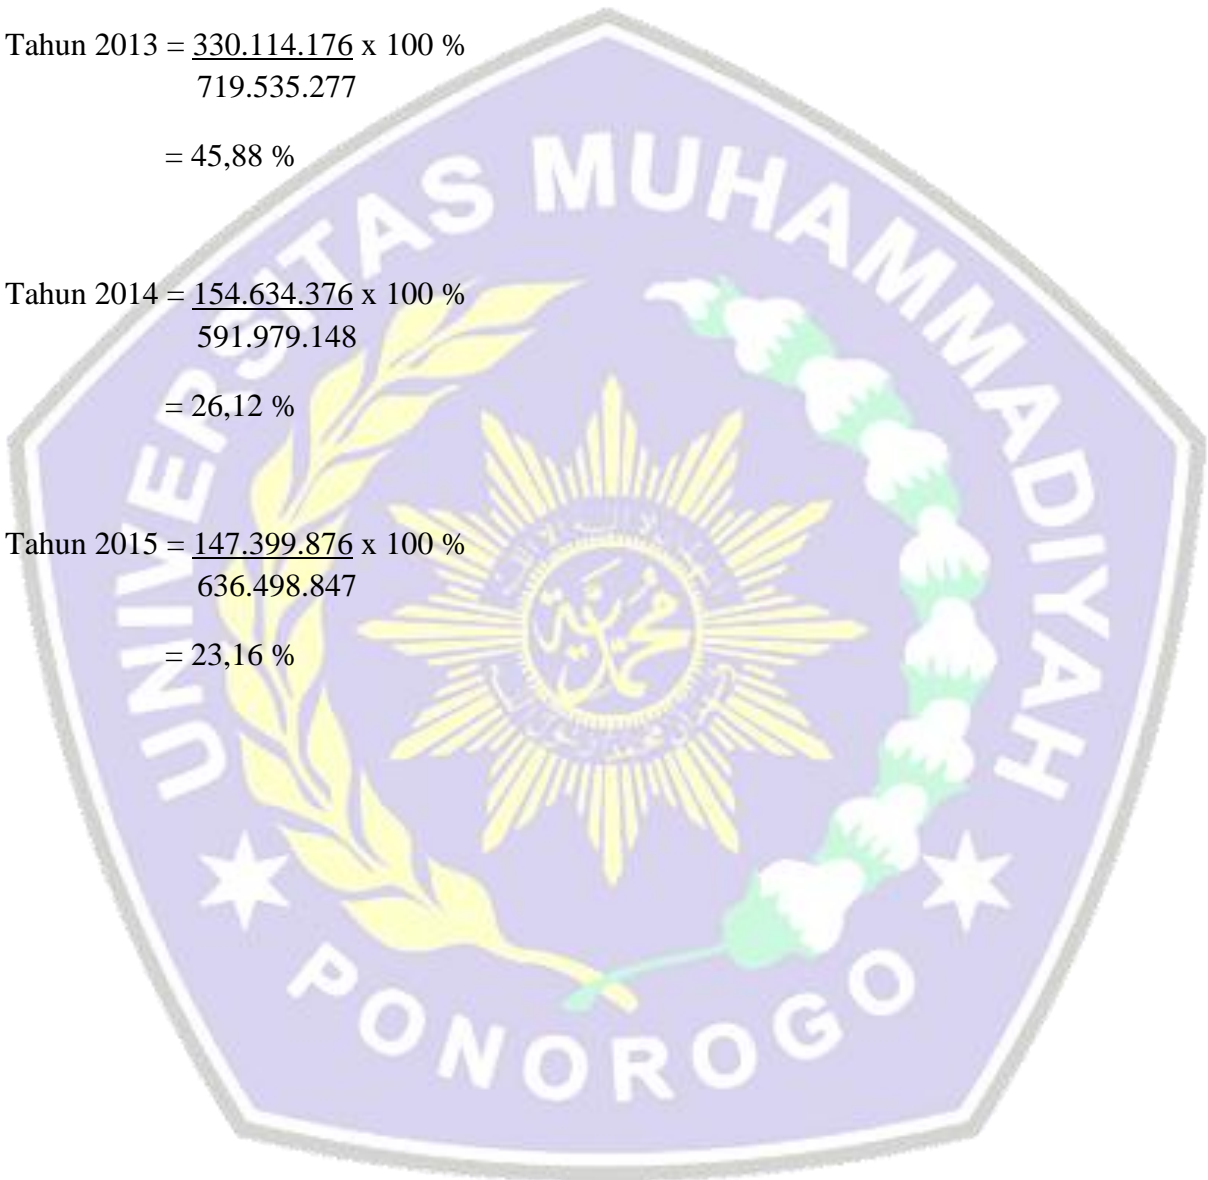 Tahun 2013 = 330.114.176 x 100 %
719.535.277
= 45,88 %
Tahun 2014 = 154.634.376 x 100 %
591.979.148
= 26,12 %
Tahun 2015 = 147.399.876 x 100 %
636.498.847
= 23,16 %
UNIVERSITAS MUHAMMADIYAH
محمدية
PONOROGO